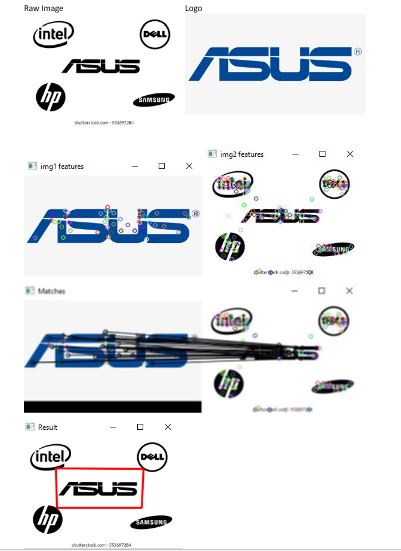 Raw Image
Logo
intel
DELL
ASUS
hp
SAMSUNG
shutterstock.com · 553697284
ASUS®
img1 features
ASUS®
img2 features
intel
DELL
ASUS
hp
SAMSUNG
shutterstock.com · 553697284
Matches
ASUS
intel
DELL
hp
SAMSUNG
Result
intel
DELL
ASUS
hp
SAMSUNG
shutterstock.com · 553697284